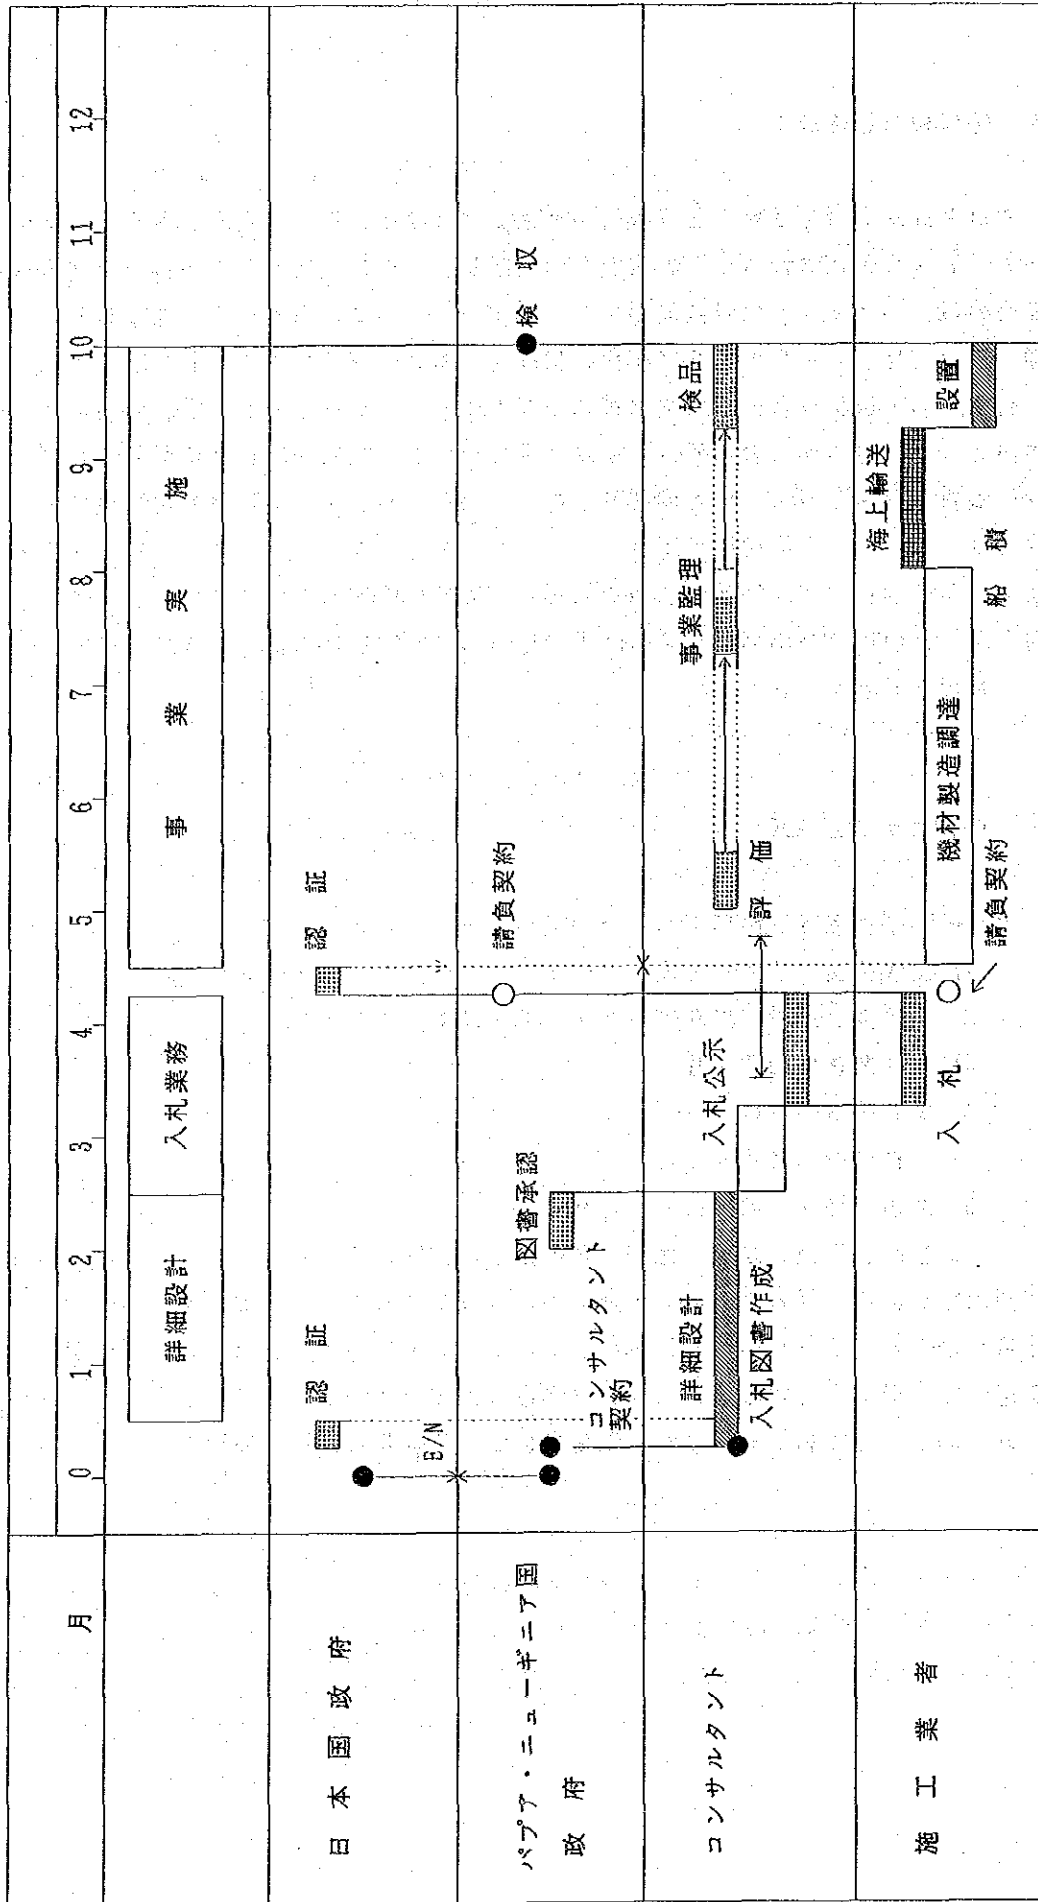 月
0 1 2 3 4 5 6 7 8 9 10 11 12
詳細設計
入札業務
事業実施
日本国政府
認証
E/N
認証
パプア・ニューギニア国
政府
コンサルタント
契約
図書承認
請負契約
検収
コンサルタント
詳細設計
入札図書作成
入札公示
評価
事業監理
検品
施工業者
入札
請負契約
機材製造調達
船積
海上輸送
設置